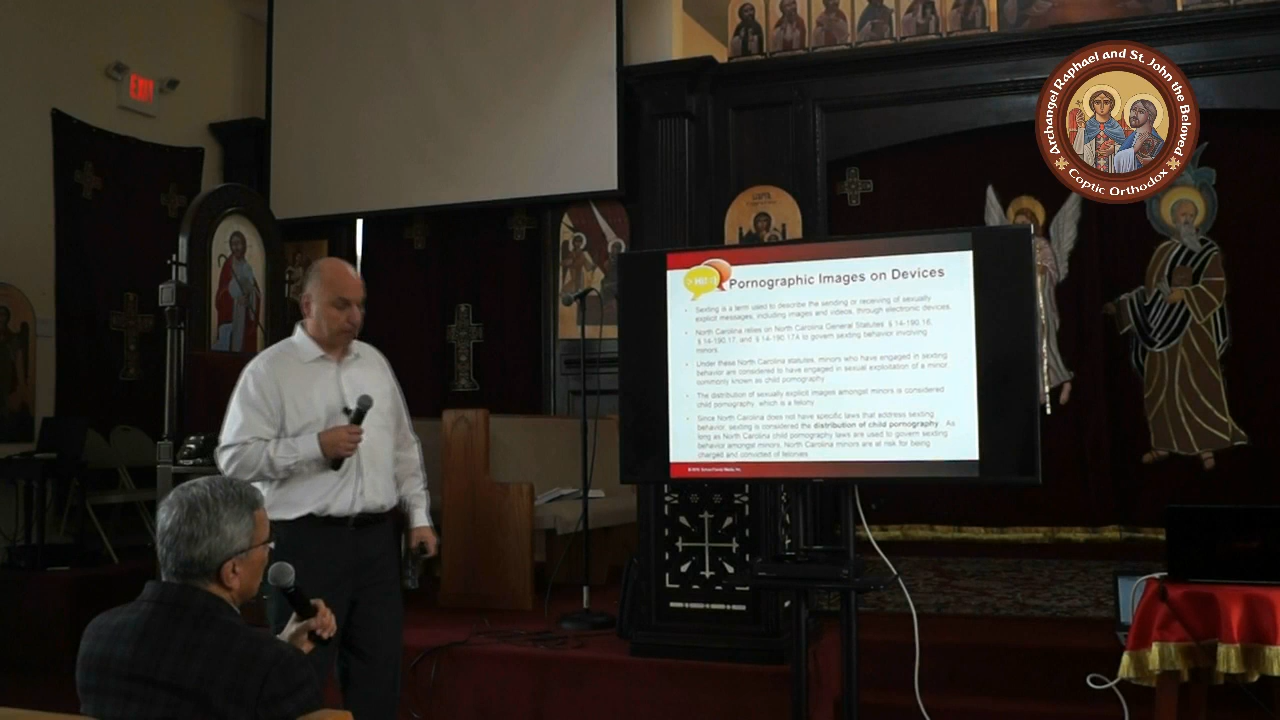 EXIT
Archangel Raphael and St. John the Beloved
Coptic Orthodox
Pornographic Images on Devices
Sexting is a term used to describe the sending or receiving of sexually
explicit messages, including images and videos, through electronic devices.
North Carolina relies on North Carolina General Statutes § 14-190.16,
§ 14-190.17, and § 14-190.17A to govern sexting behavior involving
minors.
Under these North Carolina statutes, minors who have engaged in sexting
behavior are considered to have engaged in sexual exploitation of a minor
commonly known as child pornography.
The distribution of sexually explicit images amongst minors is considered
child pornography, which is a felony.
Since North Carolina does not have specific laws that address sexting
behavior, sexting is considered the distribution of child pornography. As
long as North Carolina child pornography laws are used to govern sexting
behavior amongst minors, North Carolina minors are at risk for being
charged and convicted of felonies.